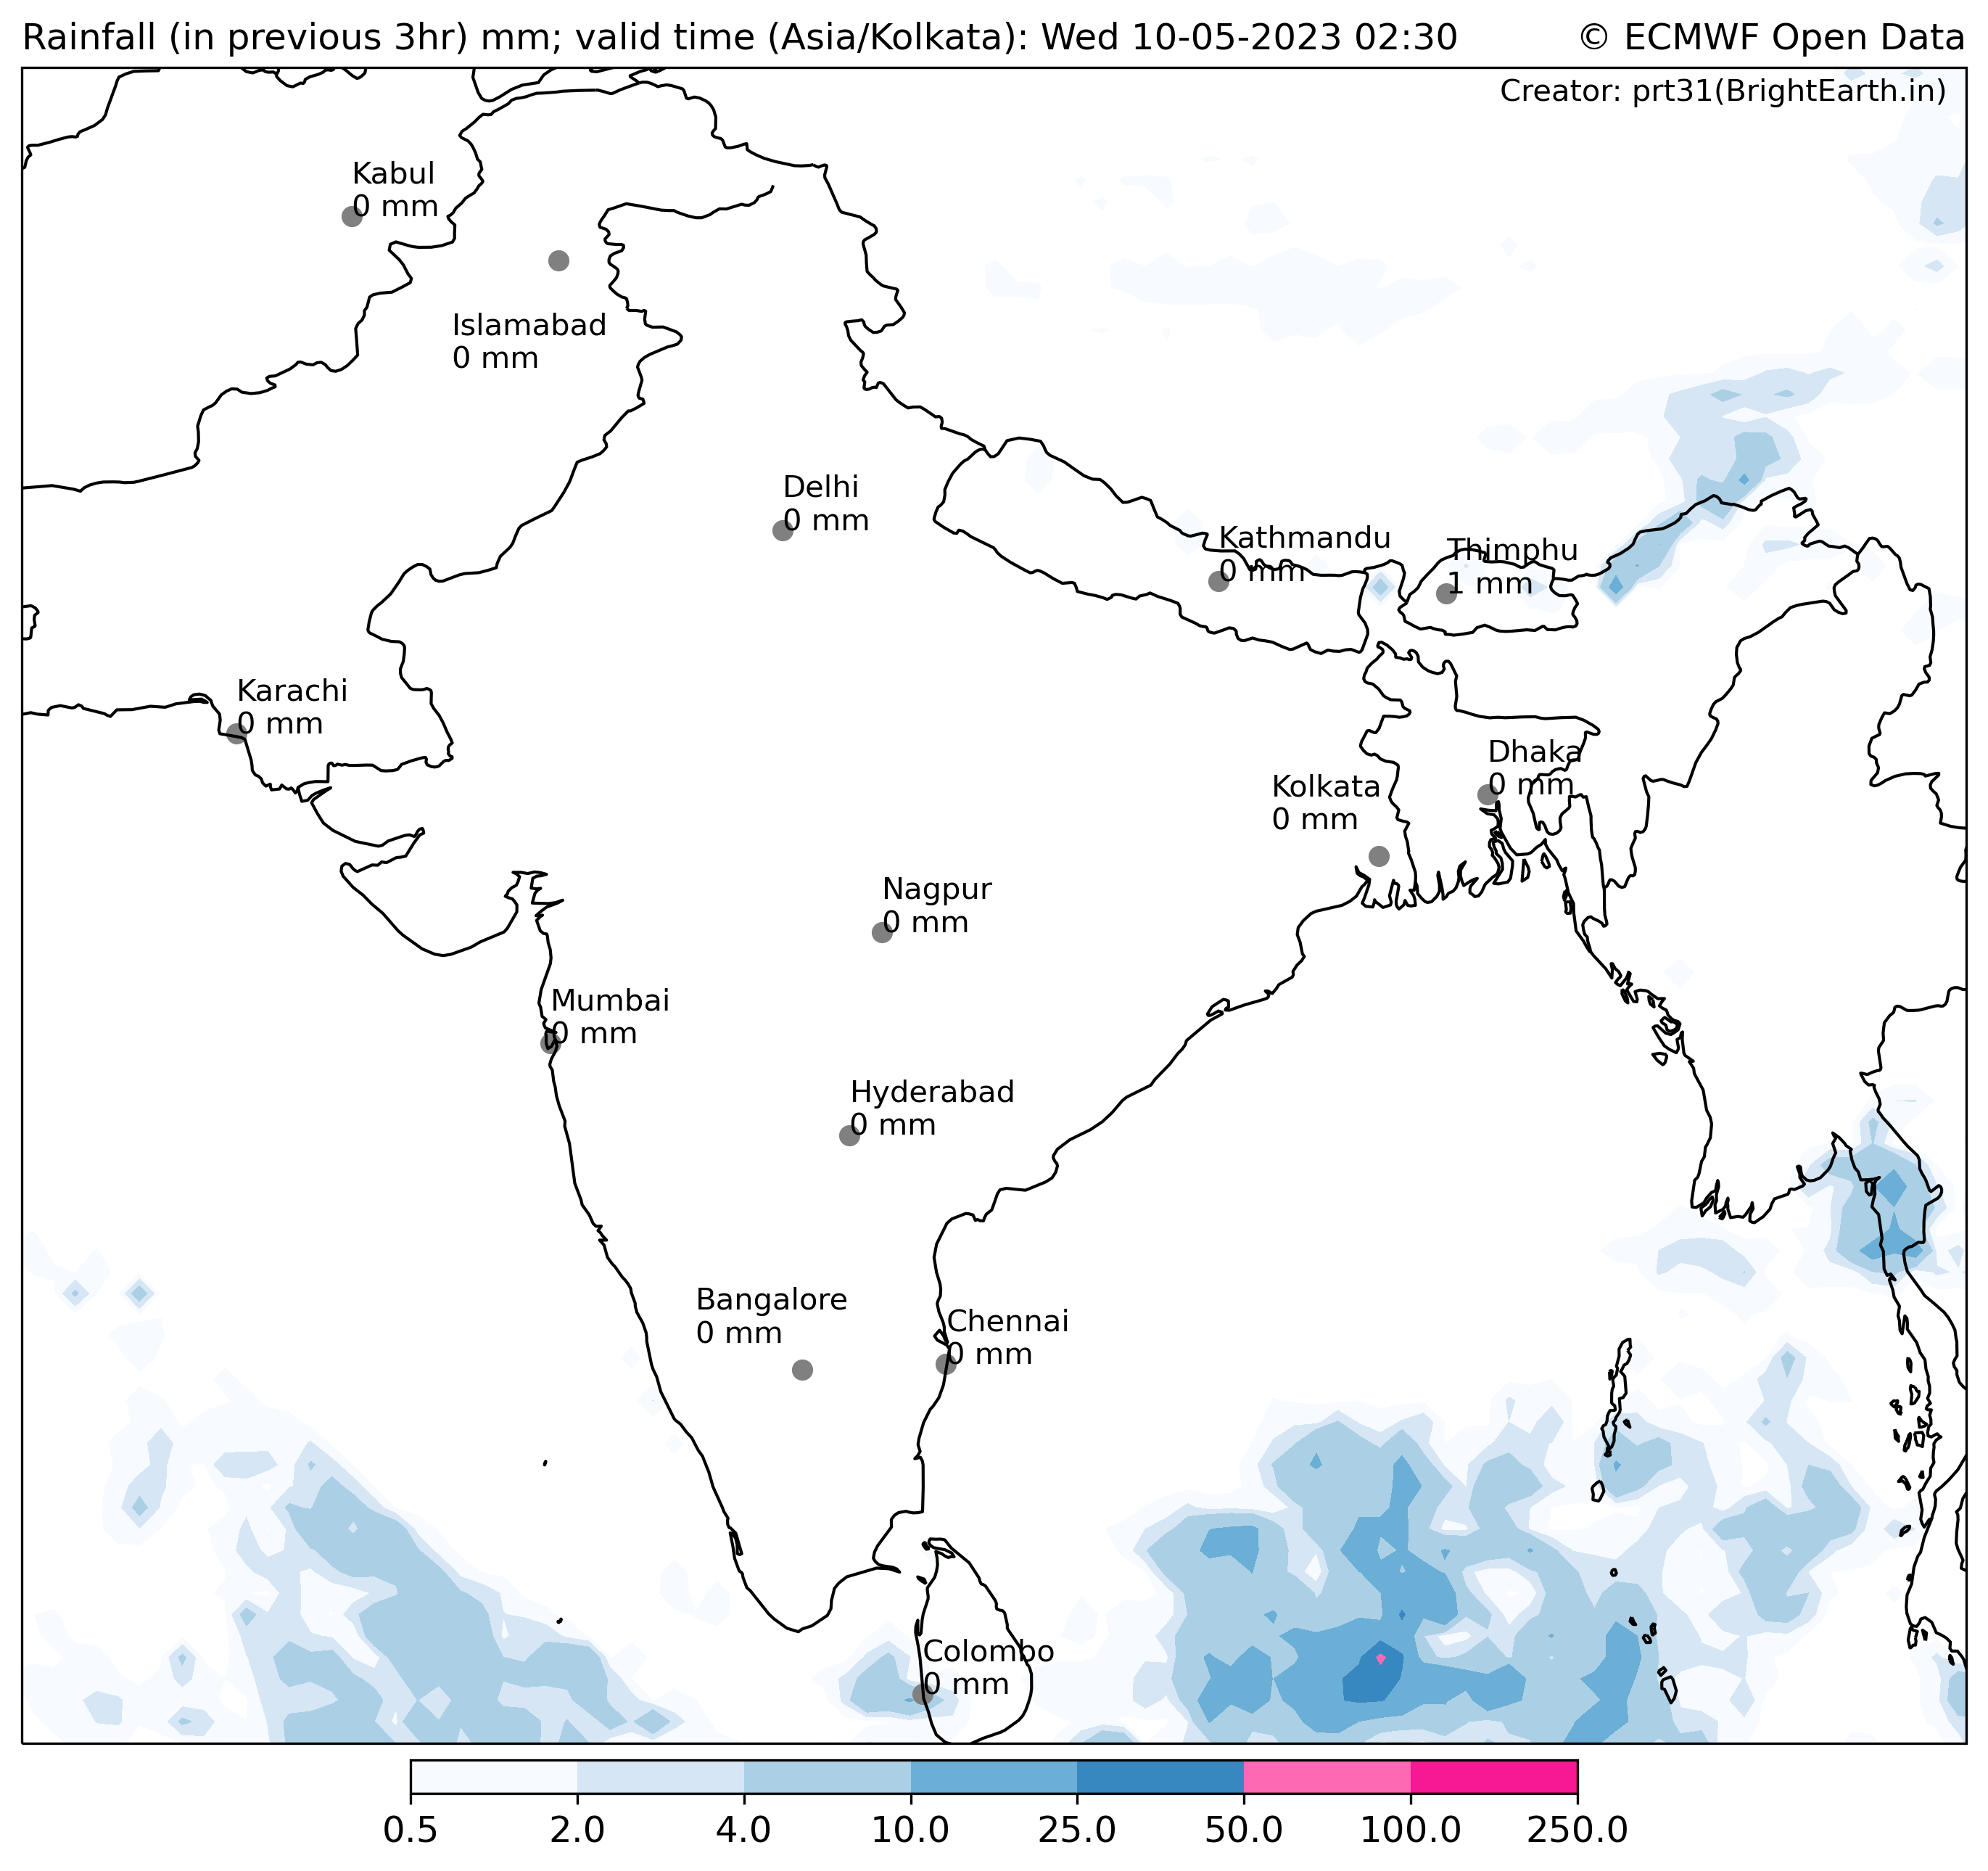 Rainfall (in previous 3hr) mm; valid time (Asia/Kolkata): Wed 10-05-2023 02:30
© ECMWF Open Data
Creator: prt31(BrightEarth.in)
Kabul
0 mm
Islamabad
0 mm
Delhi
0 mm
Kathmandu
0 mm
Thimphu
1 mm
Karachi
0 mm
Dhaka
0 mm
Kolkata
0 mm
Nagpur
0 mm
Mumbai
0 mm
Hyderabad
0 mm
Bangalore
0 mm
Chennai
0 mm
Colombo
0 mm
0.5 2.0 4.0 10.0 25.0 50.0 100.0 250.0